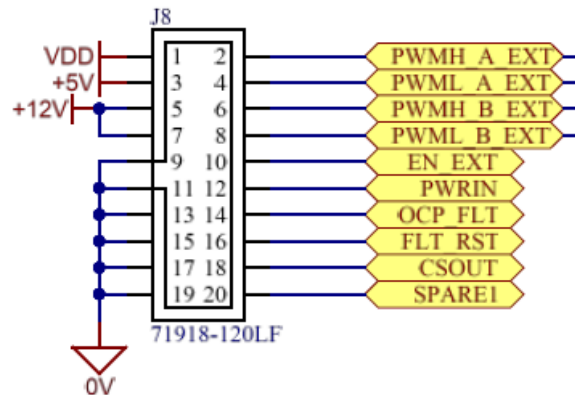 J8
VDD 1 2 PWMH_A_EXT
+5V 3 4 PWML_A_EXT
+12V 5 6 PWMH_B_EXT
7 8 PWML_B_EXT
9 10 EN_EXT
11 12 PWRIN
13 14 OCP_FLT
15 16 FLT_RST
17 18 CSOUT
19 20 SPARE1
71918-120LF
0V